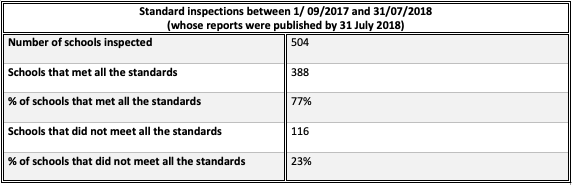 Standard inspections between 1/ 09/2017 and 31/07/2018
(whose reports were published by 31 July 2018)
Number of schools inspected 504
Schools that met all the standards 388
% of schools that met all the standards 77%
Schools that did not meet all the standards 116
% of schools that did not meet all the standards 23%